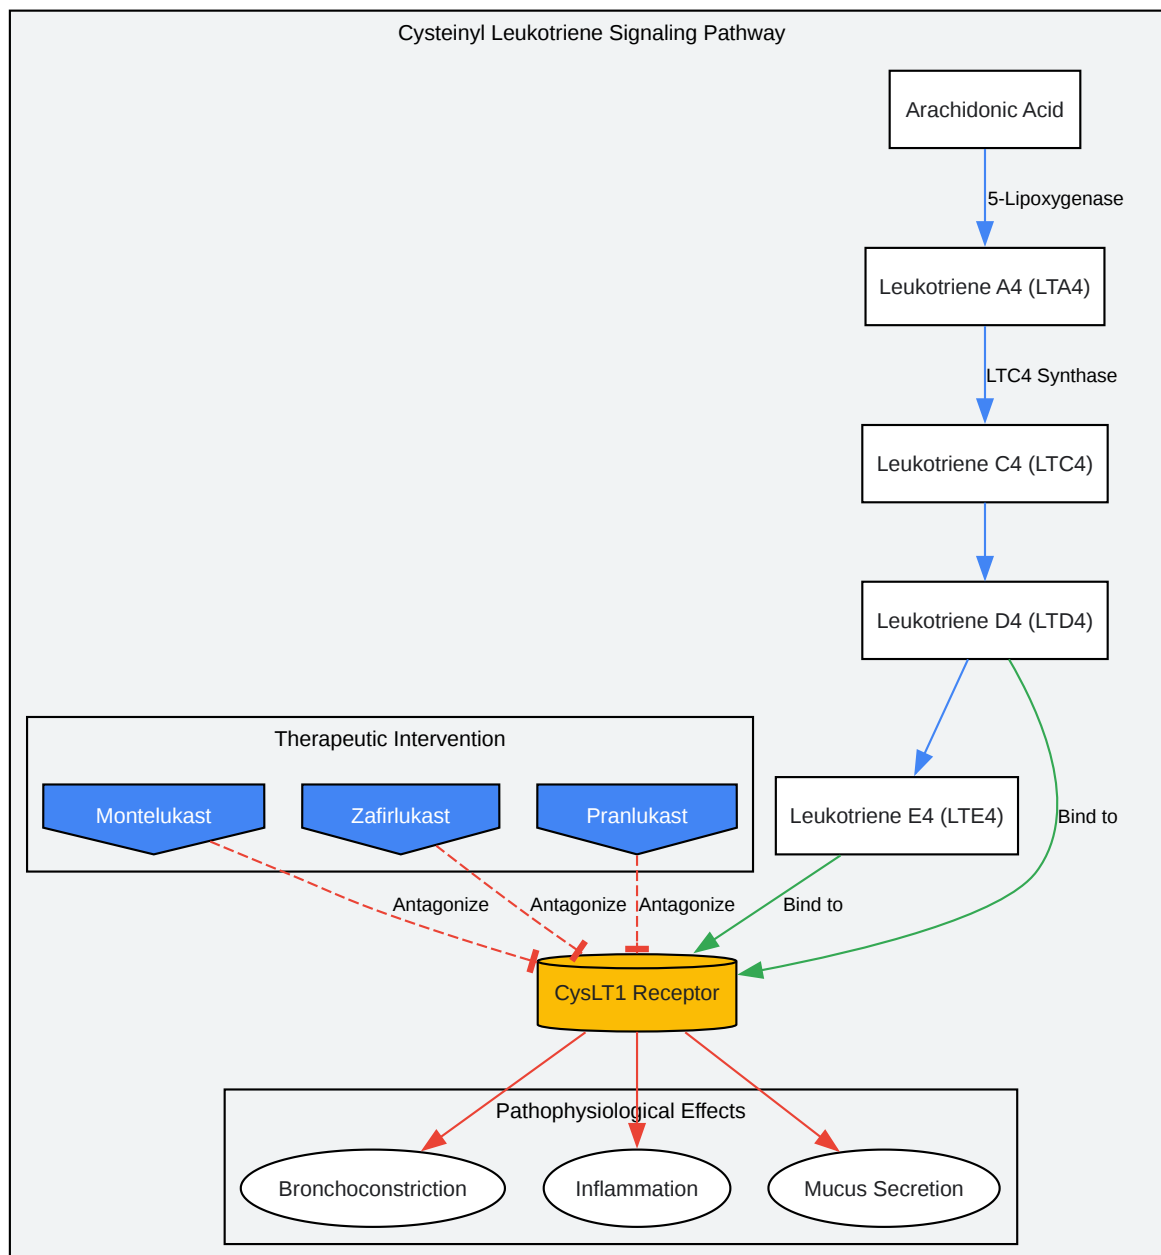 Cysteinyl Leukotriene Signaling Pathway
Arachidonic Acid
5-Lipoxygenase
Leukotriene A4 (LTA4)
LTC4 Synthase
Leukotriene C4 (LTC4)
Leukotriene D4 (LTD4)
Therapeutic Intervention
Montelukast
Zafirlukast
Pranlukast
Leukotriene E4 (LTE4)
Bind to
Antagonize
Antagonize
Antagonize
Bind to
CysLT1 Receptor
Pathophysiological Effects
Bronchoconstriction
Inflammation
Mucus Secretion